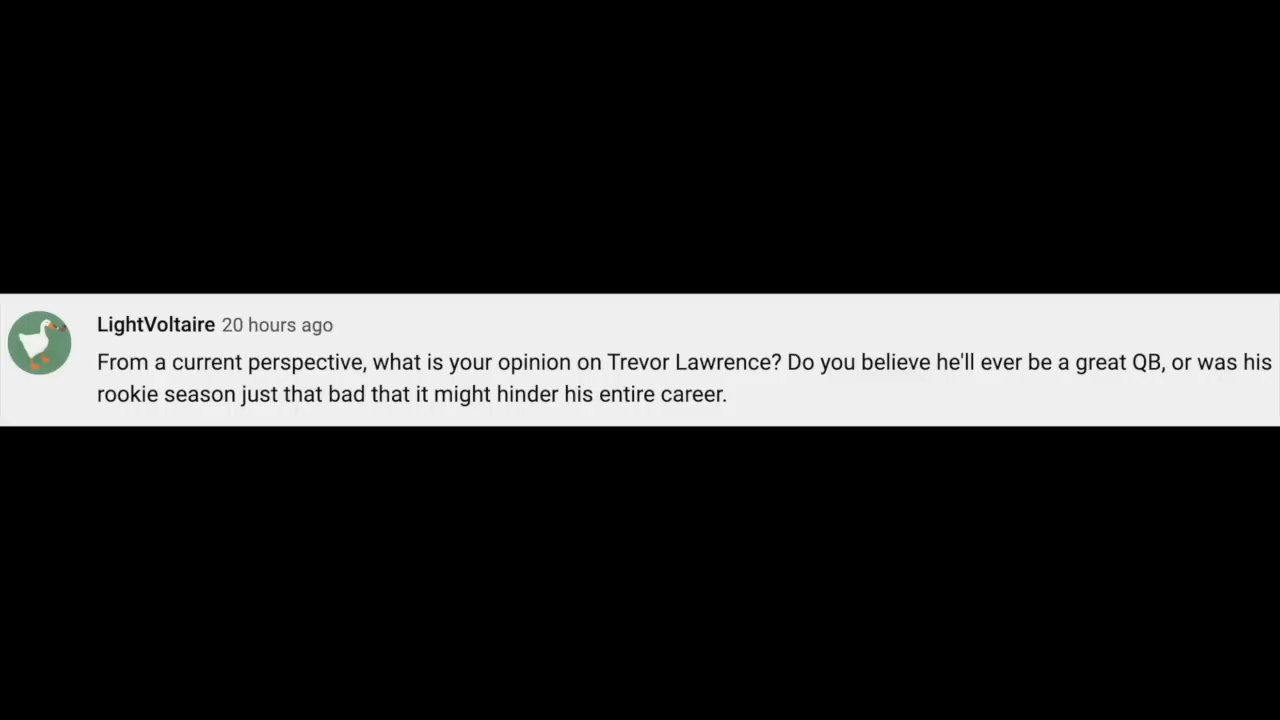 LightVoltaire 20 hours ago
From a current perspective, what is your opinion on Trevor Lawrence? Do you believe he'll ever be a great QB, or was his
rookie season just that bad that it might hinder his entire career.